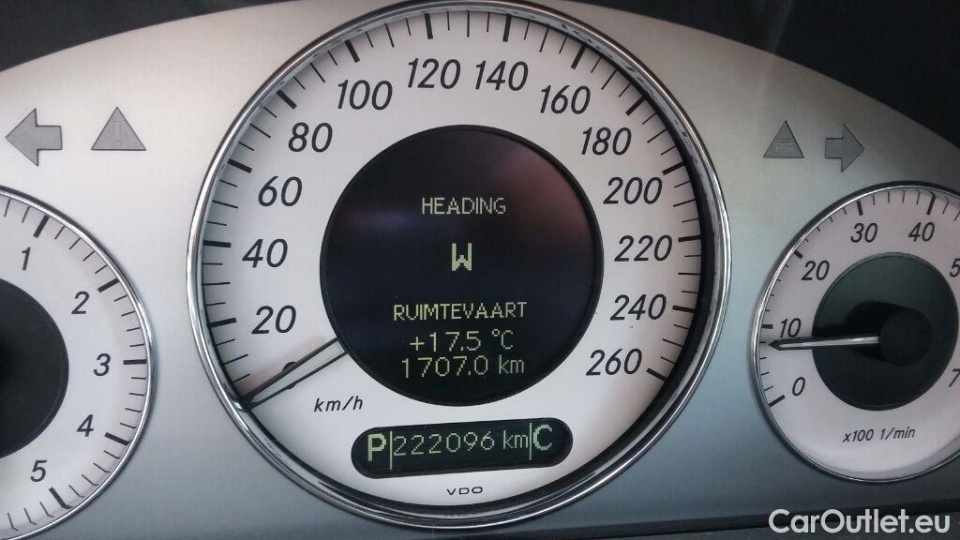 HEADING
W
RUIMTEVAART
+17.5 °C
1707.0 km
20 40 60 80 100 120 140 160 180 200 220 240 260
km/h
P 222096 km C
VDO
1 2 3 4 5
0 10 20 30 40 5
7
x100 1/min
CarOutlet.eu